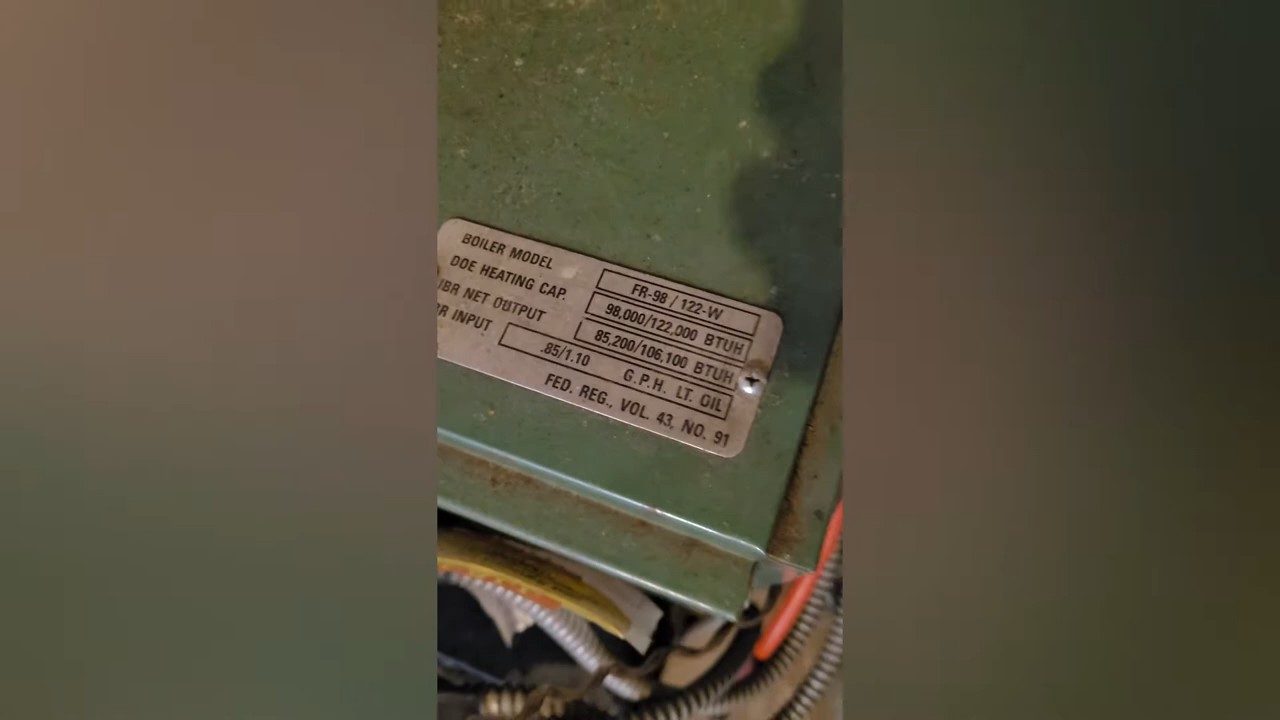 BOILER MODEL FR-98 / 122-W
DOE HEATING CAP. 98,000/122,000 BTUH
IBR NET OUTPUT 85,200/106,100 BTUH
INPUT .85/1.10 G.P.H. LT. OIL
FED. REG., VOL. 43, NO. 91